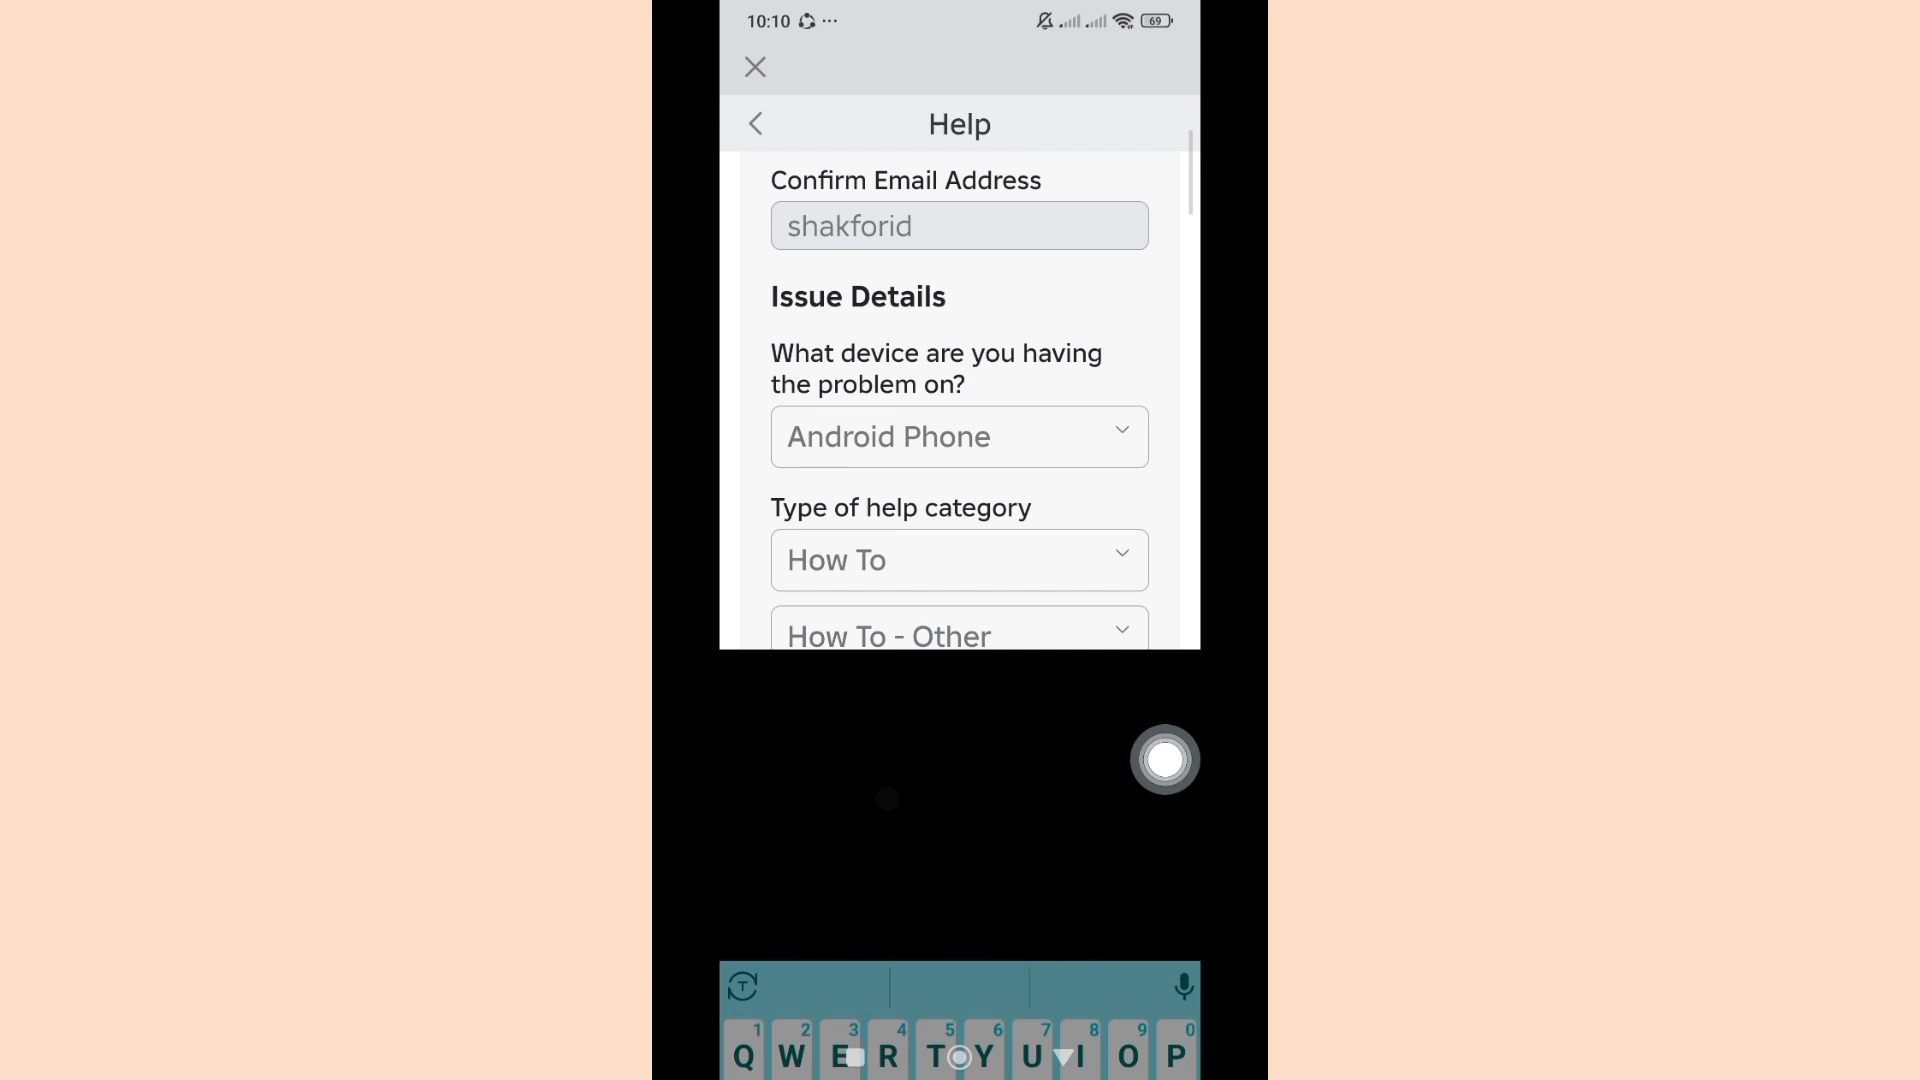 10:10 ... 69
Help
Confirm Email Address
shakforid
Issue Details
What device are you having
the problem on?
Android Phone
Type of help category
How To
How To - Other
T
1 2 3 4 5 6 7 8 9 0
Q W E R T Y U I O P